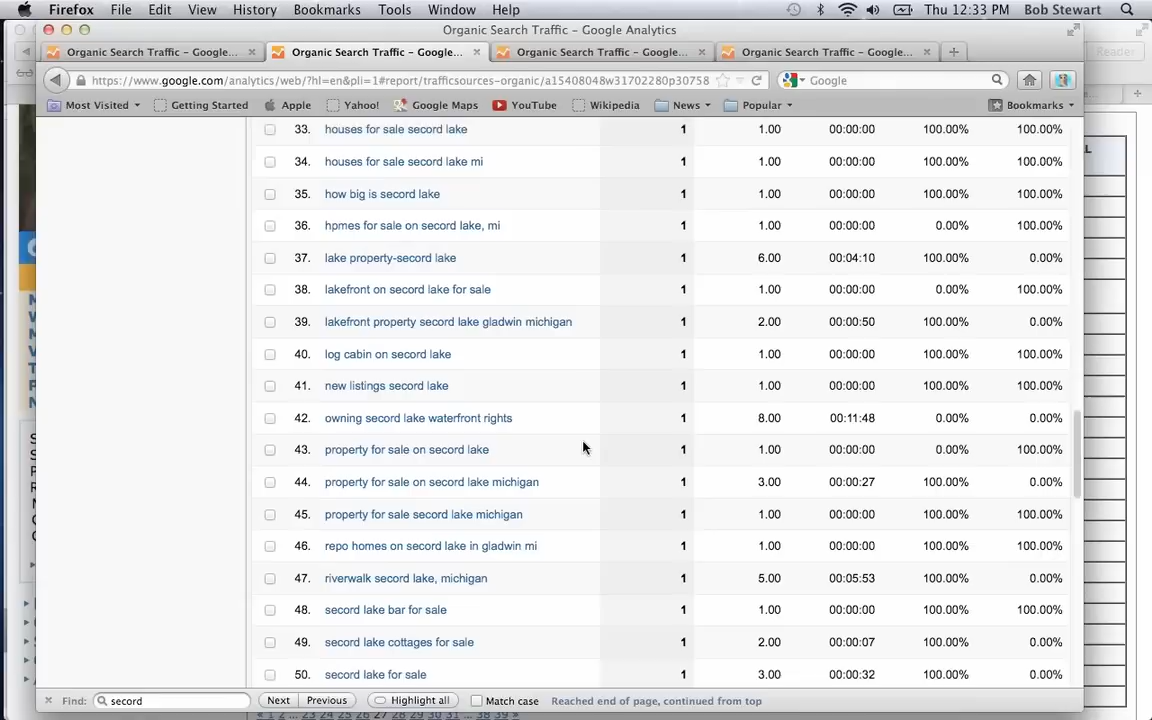 Firefox File Edit View History Bookmarks Tools Window Help Thu 12:33 PM Bob Stewart
Organic Search Traffic – Google Analytics
Organic Search Traffic – Google... × Organic Search Traffic – Google... × Organic Search Traffic – Google... × Organic Search Traffic – Google... × +
https://www.google.com/analytics/web/?hl=en&pli=1#report/trafficsources-organic/a15408048w31702280p30758 Google Reader
Most Visited Getting Started Apple Yahoo! Google Maps YouTube Wikipedia News Popular Bookmarks
33. houses for sale secord lake 1 1.00 00:00:00 100.00% 100.00%
34. houses for sale secord lake mi 1 1.00 00:00:00 100.00% 100.00%
35. how big is secord lake 1 1.00 00:00:00 100.00% 100.00%
36. hpmes for sale on secord lake, mi 1 1.00 00:00:00 0.00% 100.00%
37. lake property-secord lake 1 6.00 00:04:10 100.00% 0.00%
38. lakefront on secord lake for sale 1 1.00 00:00:00 0.00% 100.00%
39. lakefront property secord lake gladwin michigan 1 2.00 00:00:50 100.00% 0.00%
40. log cabin on secord lake 1 1.00 00:00:00 100.00% 100.00%
41. new listings secord lake 1 1.00 00:00:00 100.00% 100.00%
42. owning secord lake waterfront rights 1 8.00 00:11:48 0.00% 0.00%
43. property for sale on secord lake 1 1.00 00:00:00 0.00% 100.00%
44. property for sale on secord lake michigan 1 3.00 00:00:27 100.00% 0.00%
45. property for sale secord lake michigan 1 1.00 00:00:00 100.00% 100.00%
46. repo homes on secord lake in gladwin mi 1 1.00 00:00:00 100.00% 100.00%
47. riverwalk secord lake, michigan 1 5.00 00:05:53 100.00% 0.00%
48. secord lake bar for sale 1 1.00 00:00:00 100.00% 100.00%
49. secord lake cottages for sale 1 2.00 00:00:07 100.00% 0.00%
50. secord lake for sale 1 3.00 00:00:32 100.00% 0.00%
× Find: secord Next Previous Highlight all Match case Reached end of page, continued from top